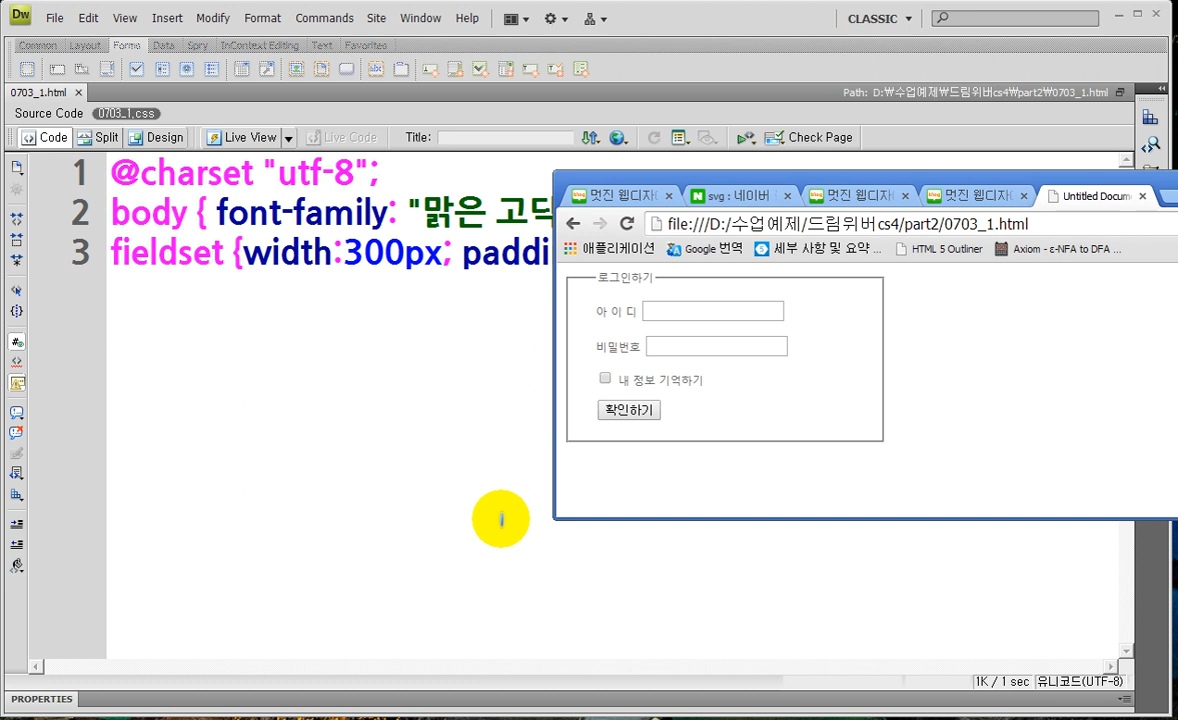 Dw File Edit View Insert Modify Format Commands Site Window Help CLASSIC
Common Layout Forms Data Spry InContext Editing Text Favorites
0703_1.html Path: D:₩수업예제₩드림위버cs4₩part2₩0703_1.html
Source Code 0703_1.css
Code Split Design Live View Live Code Title: Check Page
1 @charset "utf-8";
2 body { font-family: "맑은 고딕
3 fieldset {width:300px; paddi
멋진 웹디자이 svg : 네이버 멋진 웹디자이 멋진 웹디자이 Untitled Docum
file:///D:/수업예제/드림위버cs4/part2/0703_1.html
애플리케이션 Google 번역 세부 사항 및 요약 ... HTML 5 Outliner Axiom - ε-NFA to DFA ...
로그인하기
아 이 디
비밀번호
내 정보 기억하기
확인하기
1K / 1 sec 유니코드(UTF-8)
PROPERTIES